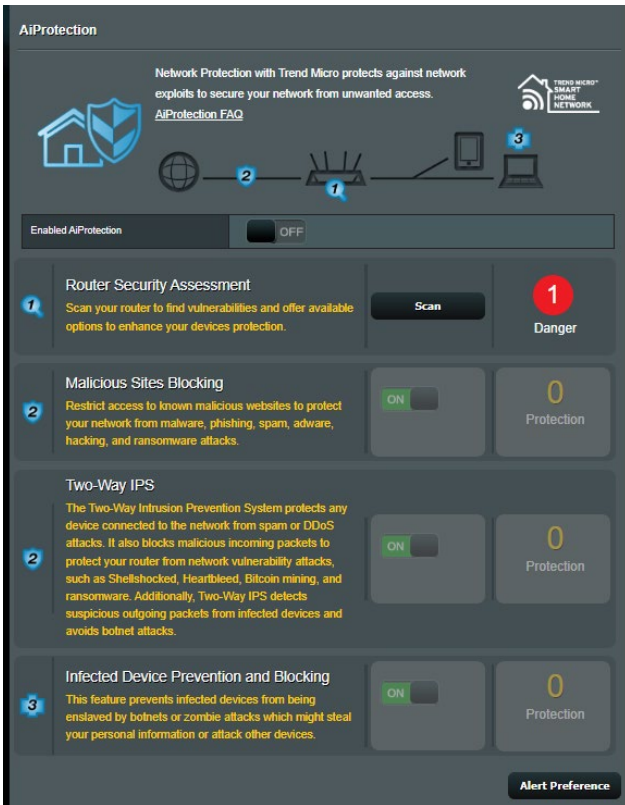 AiProtection
Network Protection with Trend Micro protects against network
exploits to secure your network from unwanted access.
AiProtection FAQ
TREND MICRO™
SMART
HOME
NETWORK
3
2
1
Enabled AiProtection
OFF
1
Router Security Assessment
Scan your router to find vulnerabilities and offer available
options to enhance your devices protection.
Scan
1
Danger
2
Malicious Sites Blocking
Restrict access to known malicious websites to protect
your network from malware, phishing, spam, adware,
hacking, and ransomware attacks.
ON
0
Protection
2
Two-Way IPS
The Two-Way Intrusion Prevention System protects any
device connected to the network from spam or DDoS
attacks. It also blocks malicious incoming packets to
protect your router from network vulnerability attacks,
such as Shellshocked, Heartbleed, Bitcoin mining, and
ransomware. Additionally, Two-Way IPS detects
suspicious outgoing packets from infected devices and
avoids botnet attacks.
ON
0
Protection
3
Infected Device Prevention and Blocking
This feature prevents infected devices from being
enslaved by botnets or zombie attacks which might steal
your personal information or attack other devices.
ON
0
Protection
Alert Preference